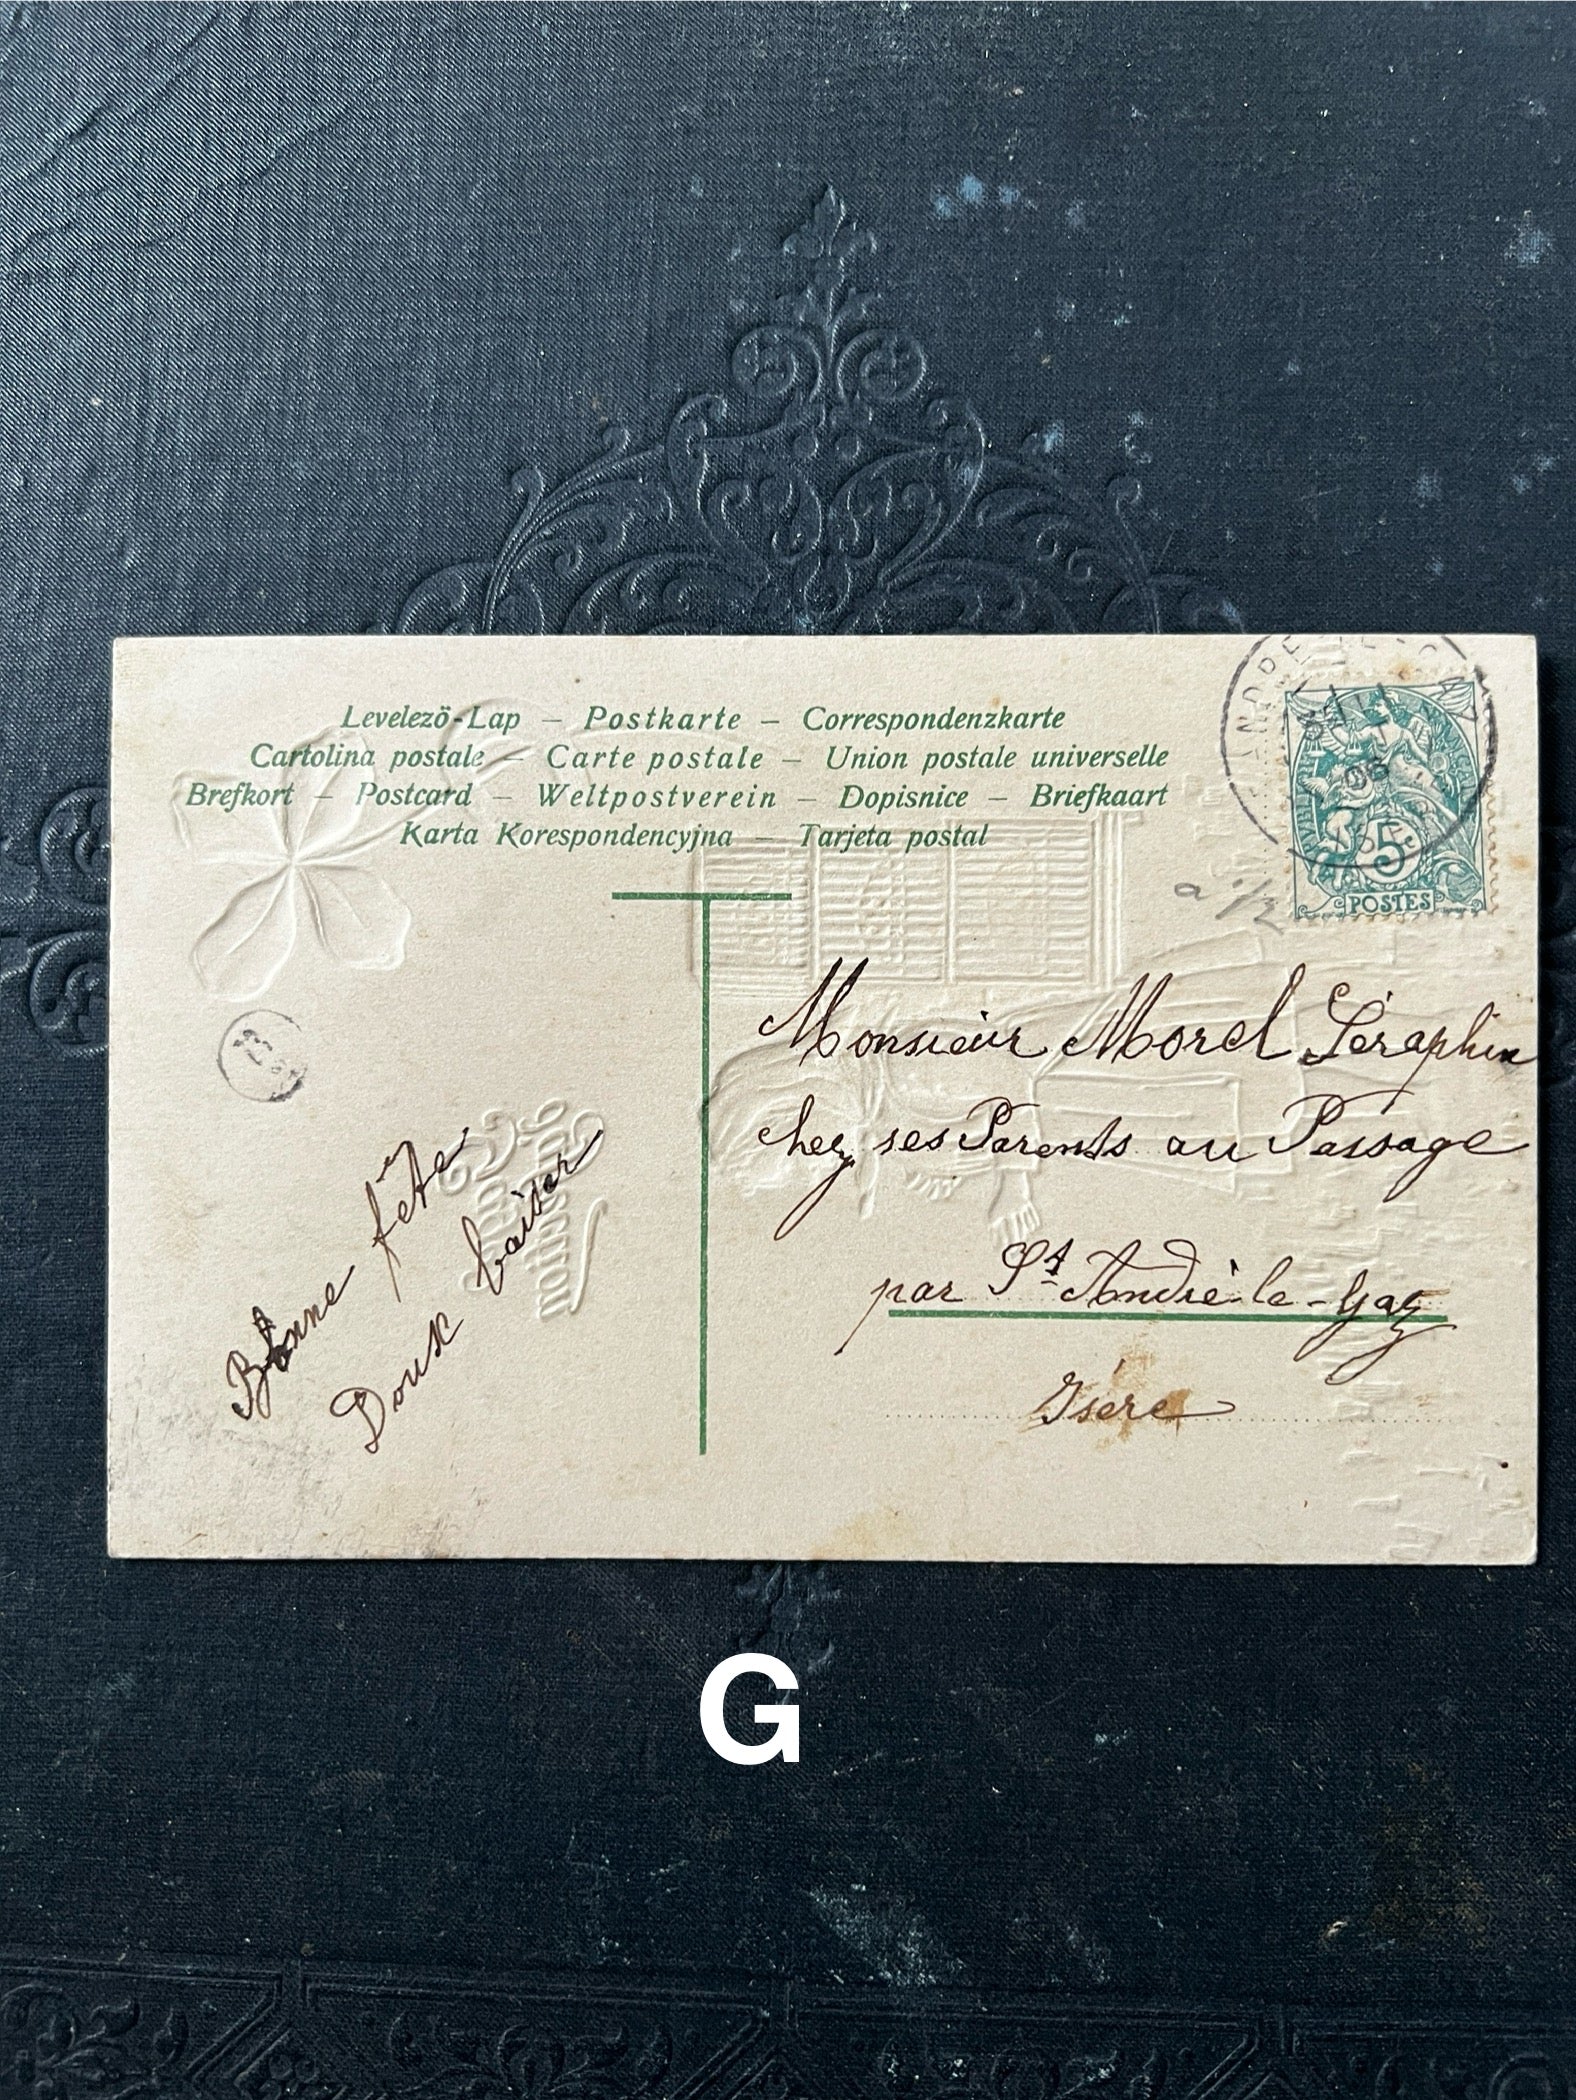 Levelező-Lap – Postkarte – Correspondenzkarte
Cartolina postale – Carte postale – Union postale universelle
Brefkort – Postcard – Weltpostverein – Dopisnice – Briefkaart
Karta Korespondencyjna – Tarjeta postal
5c
POSTES
Monsieur Morel Séraphin
chez ses Parents au Passage
par St André-le-Gaz
Isère
Bonne fête
Doux baiser
G